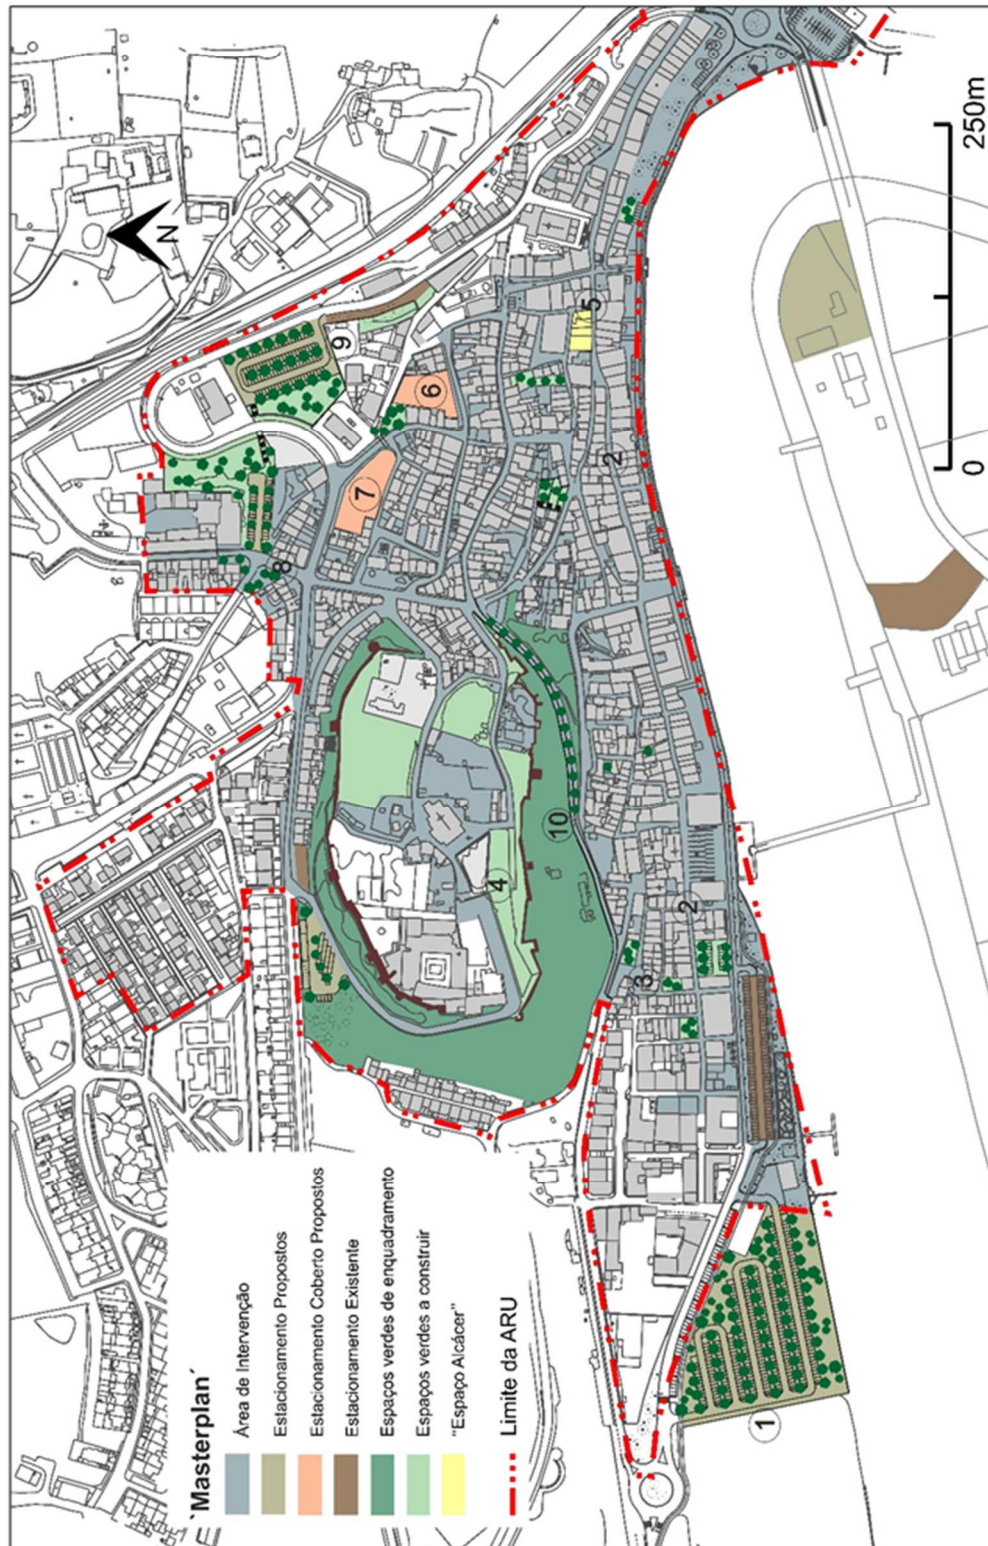 `Masterplan´
Área de Intervenção
Estacionamento Propostos
Estacionamento Coberto Propostos
Estacionamento Existente
Espaços verdes de enquadramento
Espaços verdes a construir
"Espaço Alcácer"
Limite da ARU
N
0
250m
1
2
2
3
4
5
6
7
8
9
10